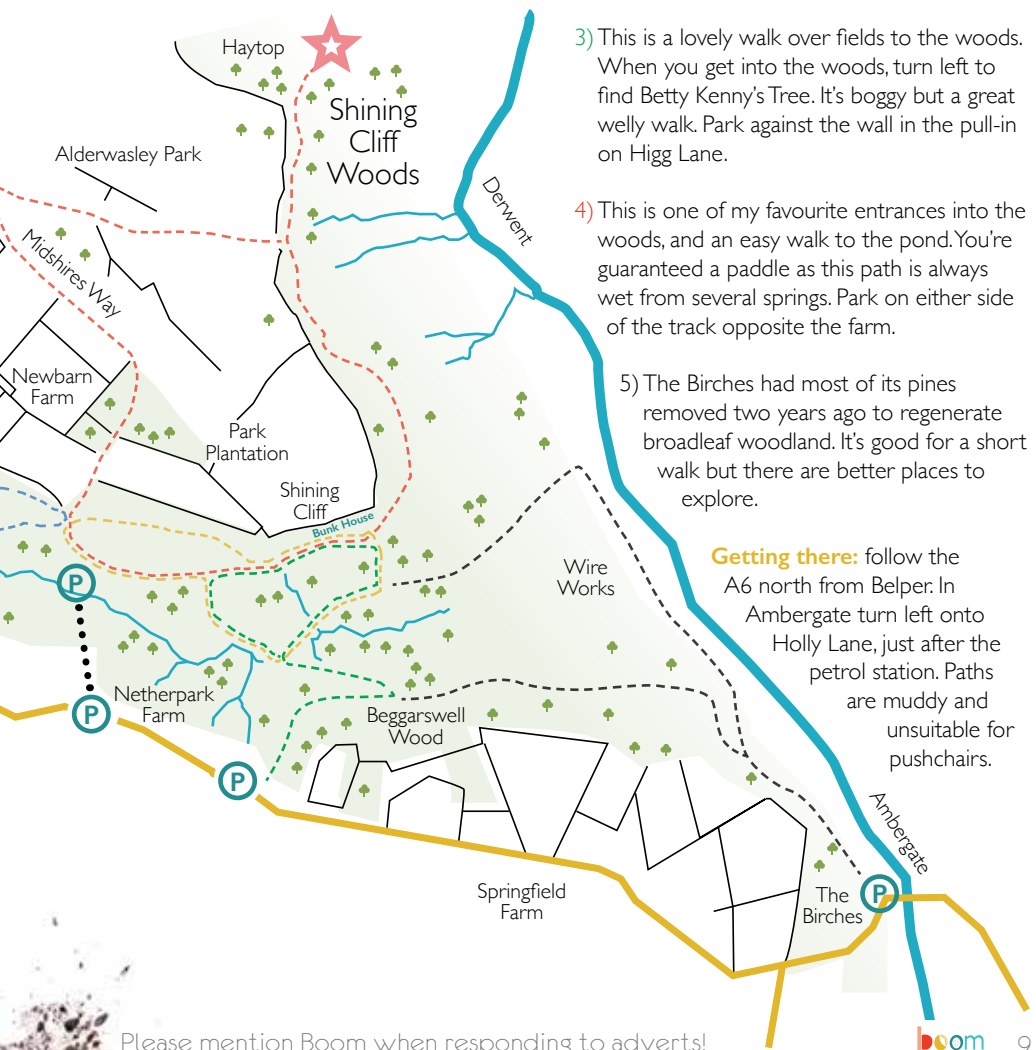 Haytop
Shining
Cliff
Woods
Alderwasley Park
Derwent
Midshires Way
Newbarn
Farm
Park
Plantation
Shining
Cliff
Bunk House
Wire
Works
P
P
Netherpark
Farm
P
Beggarswell
Wood
Springfield
Farm
Ambergate
P
The
Birches
3) This is a lovely walk over fields to the woods.
When you get into the woods, turn left to
find Betty Kenny's Tree. It's boggy but a great
welly walk. Park against the wall in the pull-in
on Higg Lane.
4) This is one of my favourite entrances into the
woods, and an easy walk to the pond. You're
guaranteed a paddle as this path is always
wet from several springs. Park on either side
of the track opposite the farm.
5) The Birches had most of its pines
removed two years ago to regenerate
broadleaf woodland. It's good for a short
walk but there are better places to
explore.
Getting there: follow the
A6 north from Belper. In
Ambergate turn left onto
Holly Lane, just after the
petrol station. Paths
are muddy and
unsuitable for
pushchairs.
Please mention Boom when responding to adverts!
boom 9